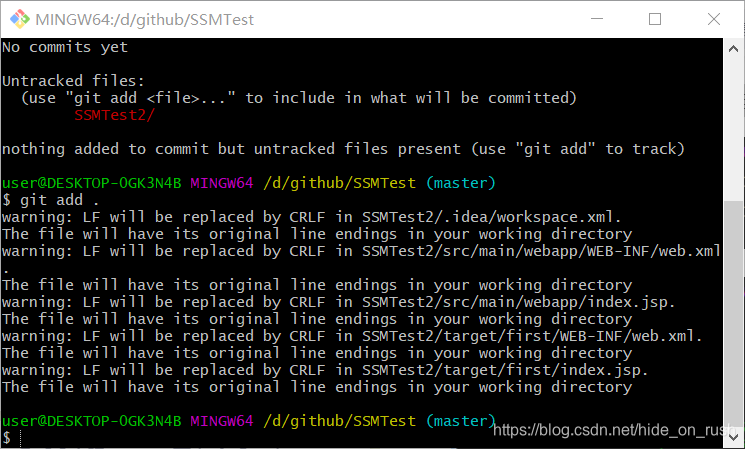 MINGW64:/d/github/SSMTest
No commits yet
Untracked files:
(use "git add <file>..." to include in what will be committed)
SSMTest2/
nothing added to commit but untracked files present (use "git add" to track)
user@DESKTOP-OGK3N4B MINGW64 /d/github/SSMTest (master)
$ git add .
warning: LF will be replaced by CRLF in SSMTest2/.idea/workspace.xml.
The file will have its original line endings in your working directory
warning: LF will be replaced by CRLF in SSMTest2/src/main/webapp/WEB-INF/web.xml
.
The file will have its original line endings in your working directory
warning: LF will be replaced by CRLF in SSMTest2/src/main/webapp/index.jsp.
The file will have its original line endings in your working directory
warning: LF will be replaced by CRLF in SSMTest2/target/first/WEB-INF/web.xml.
The file will have its original line endings in your working directory
warning: LF will be replaced by CRLF in SSMTest2/target/first/index.jsp.
The file will have its original line endings in your working directory
user@DESKTOP-OGK3N4B MINGW64 /d/github/SSMTest (master)
$